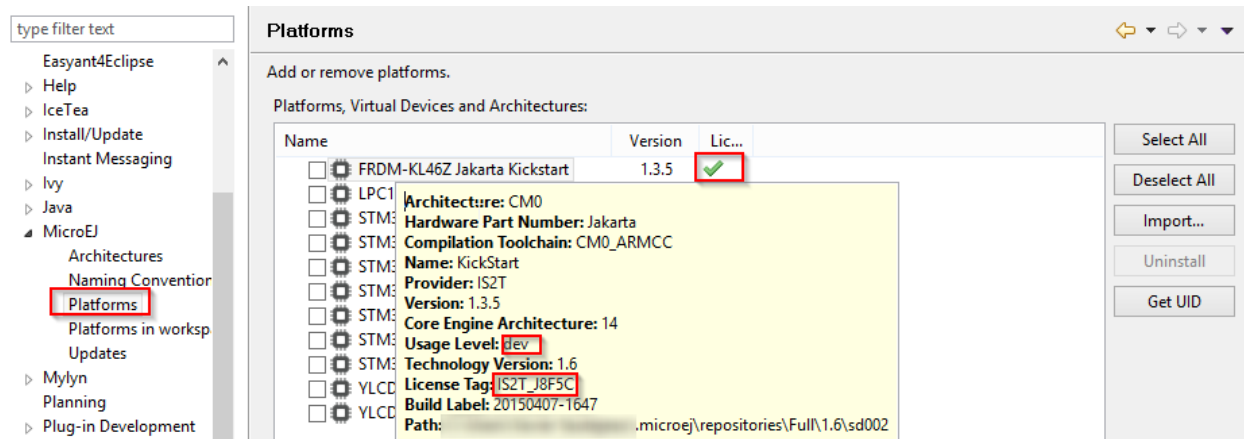 type filter text
Easyant4Eclipse
Help
IceTea
Install/Update
Instant Messaging
Ivy
Java
MicroEJ
Architectures
Naming Convention
Platforms
Platforms in worksp
Updates
Mylyn
Planning
Plug-in Development
Platforms
Add or remove platforms.
Platforms, Virtual Devices and Architectures:
Name Version Lic...
FRDM-KL46Z Jakarta Kickstart 1.3.5
LPC1
STM3
STM3
STM3
STM3
STM3
STM3
STM3
YLCD
YLCD
Architecture: CM0
Hardware Part Number: Jakarta
Compilation Toolchain: CM0_ARMCC
Name: KickStart
Provider: IS2T
Version: 1.3.5
Core Engine Architecture: 14
Usage Level: dev
Technology Version: 1.6
License Tag: IS2T_J8F5C
Build Label: 20150407-1647
Path: .microej\repositories\Full\1.6\sd002
Select All
Deselect All
Import...
Uninstall
Get UID